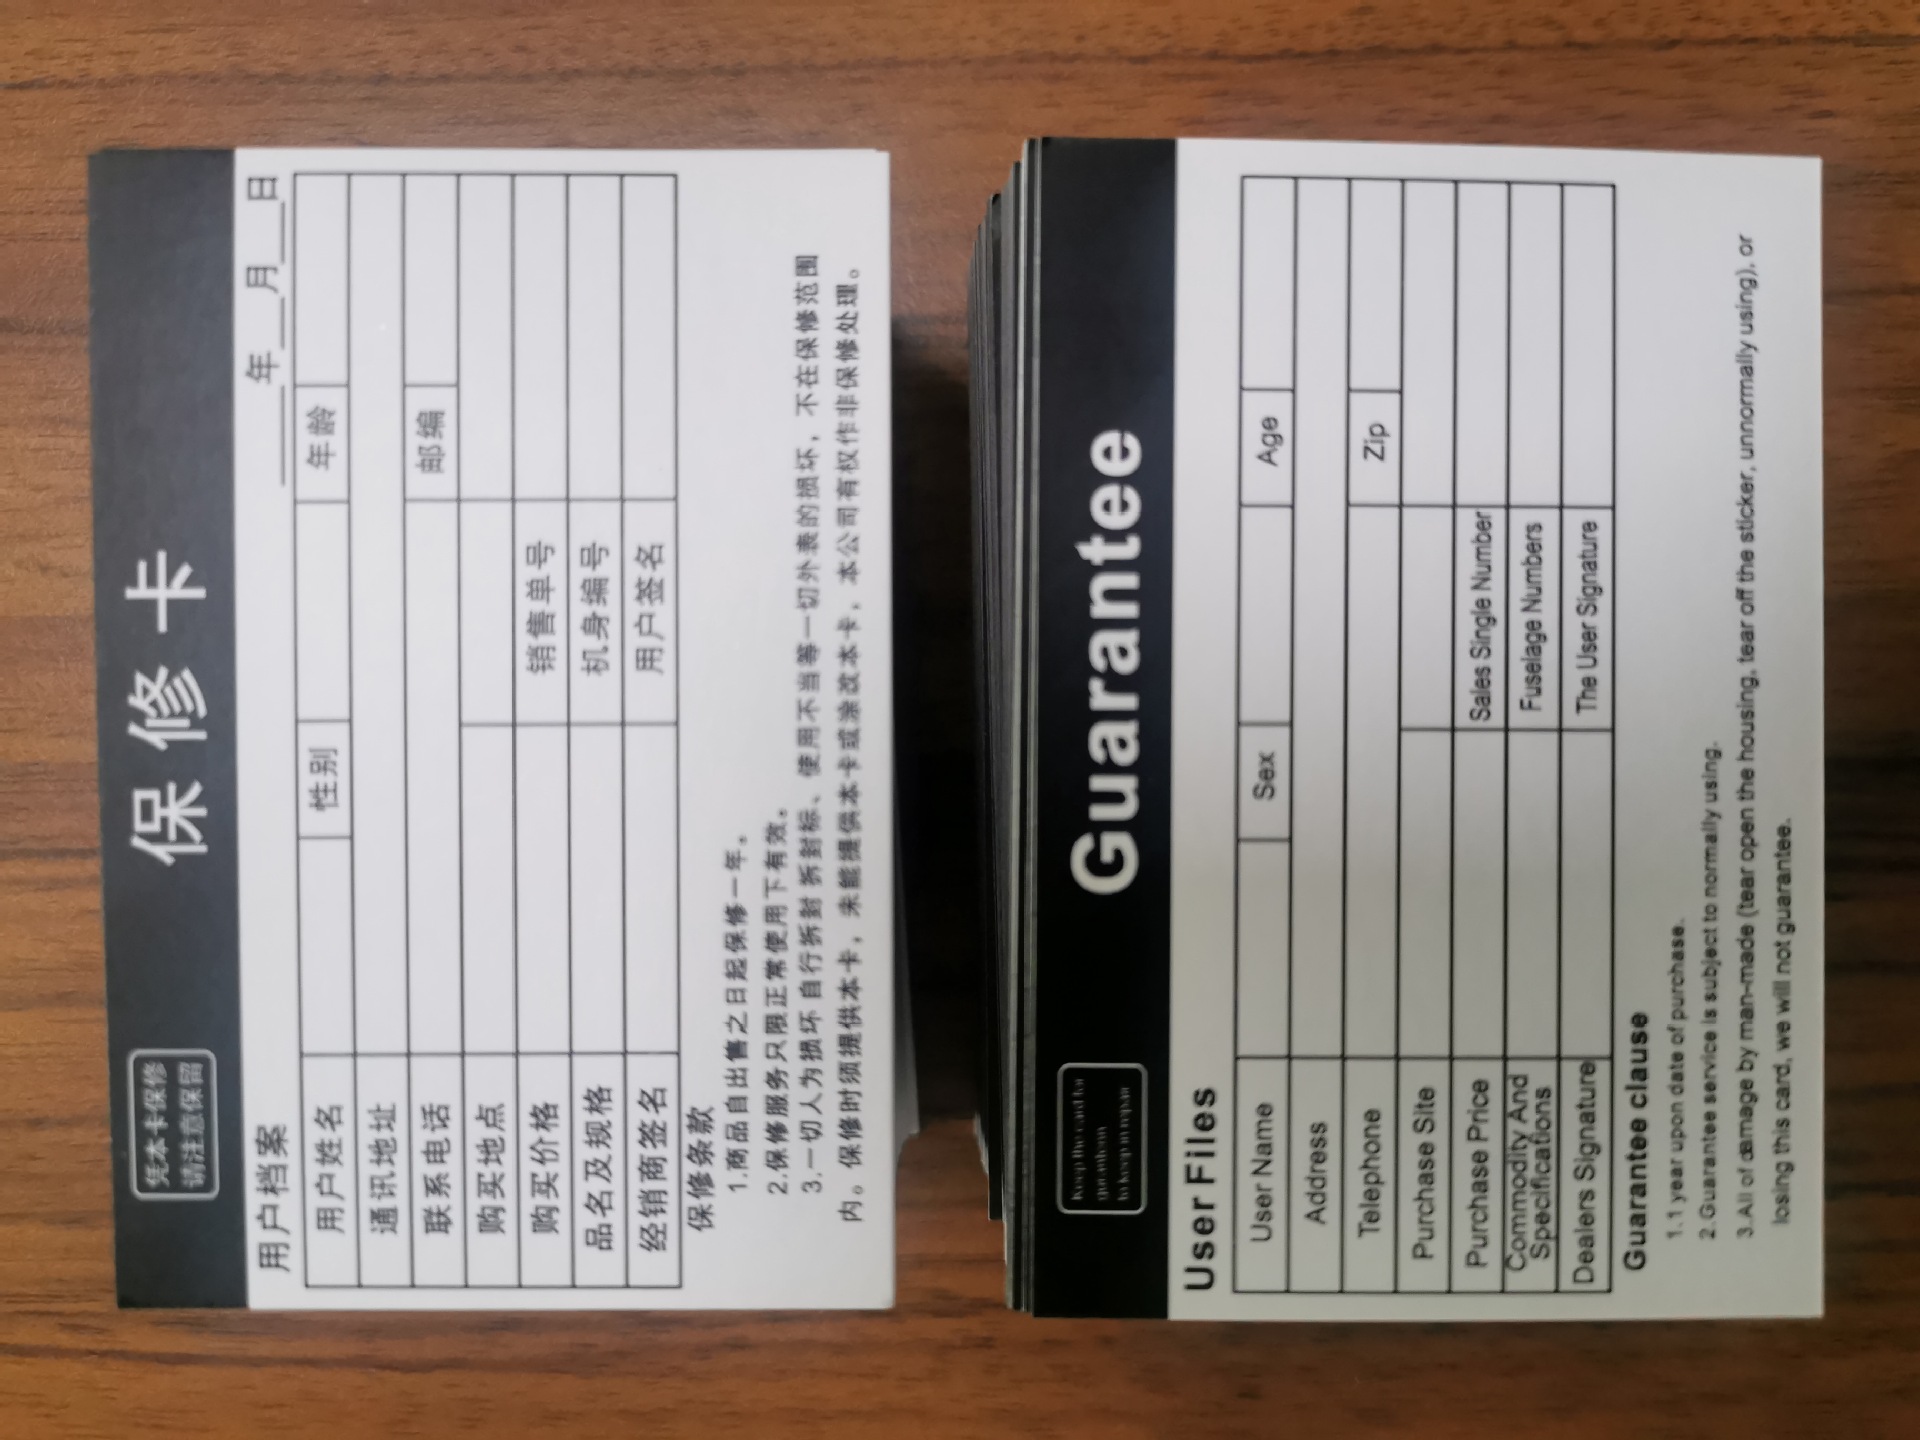 凭本卡保修
请注意保留
保修卡
用户档案
年 月 日
用户姓名 性别 年龄
通讯地址
联系电话 邮编
购买地点
购买价格 销售单号
品名及规格 机身编号
经销商签名 用户签名
保修条款
1.商品自出售之日起保修一年。
2.保修服务只限正常使用下有效。
3.一切人为损坏自行拆封拆封标、使用不当等一切外表的损坏，不在保修范围
内。保修时须提供本卡，未能提供本卡或涂改本卡，本公司有权作非保修处理。
Keep the card for
guarantee
to keep in repair
Guarantee
User Files
User Name Sex Age
Address
Telephone Zip
Purchase Site
Purchase Price Sales Single Number
Commodity And Specifications Fuselage Numbers
Dealers Signature The User Signature
Guarantee clause
1.1 year upon date of purchase.
2.Guarantee service is subject to normally using.
3.All of damage by man-made (tear open the housing, tear off the sticker, unnormally using), or
losing this card, we will not guarantee.